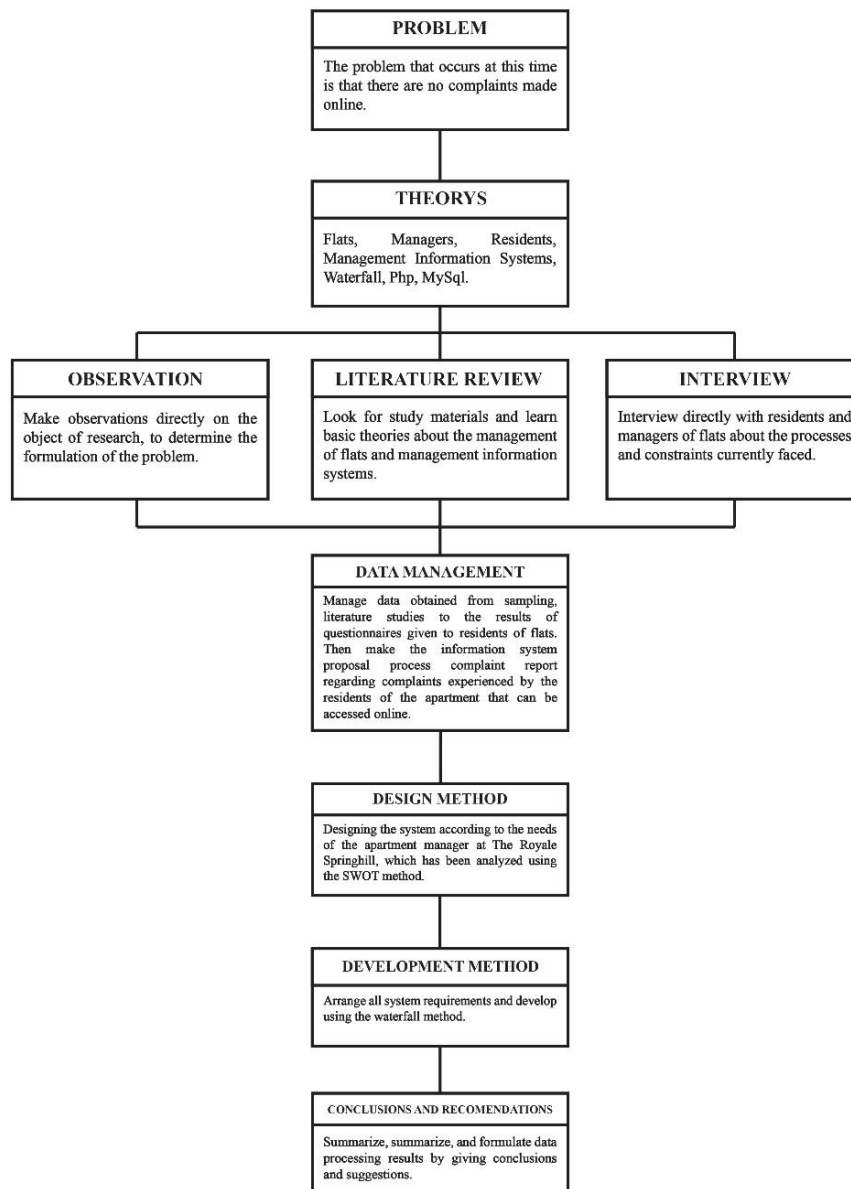 PROBLEM
The problem that occurs at this time
is that there are no complaints made
online.
THEORYS
Flats, Managers, Residents,
Management Information Systems,
Waterfall, Php, MySql.
OBSERVATION
Make observations directly on the
object of research, to determine the
formulation of the problem.
LITERATURE REVIEW
Look for study materials and learn
basic theories about the management
of flats and management information
systems.
INTERVIEW
Interview directly with residents and
managers of flats about the processes
and constraints currently faced.
DATA MANAGEMENT
Manage data obtained from sampling,
literature studies to the results of
questionnaires given to residents of flats.
Then make the information system
proposal process complaint report
regarding complaints experienced by the
residents of the apartment that can be
accessed online.
DESIGN METHOD
Designing the system according to the needs
of the apartment manager at The Royale
Springhill, which has been analyzed using
the SWOT method.
DEVELOPMENT METHOD
Arrange all system requirements and develop
using the waterfall method.
CONCLUSIONS AND RECOMENDATIONS
Summarize, summarize, and formulate data
processing results by giving conclusions
and suggestions.